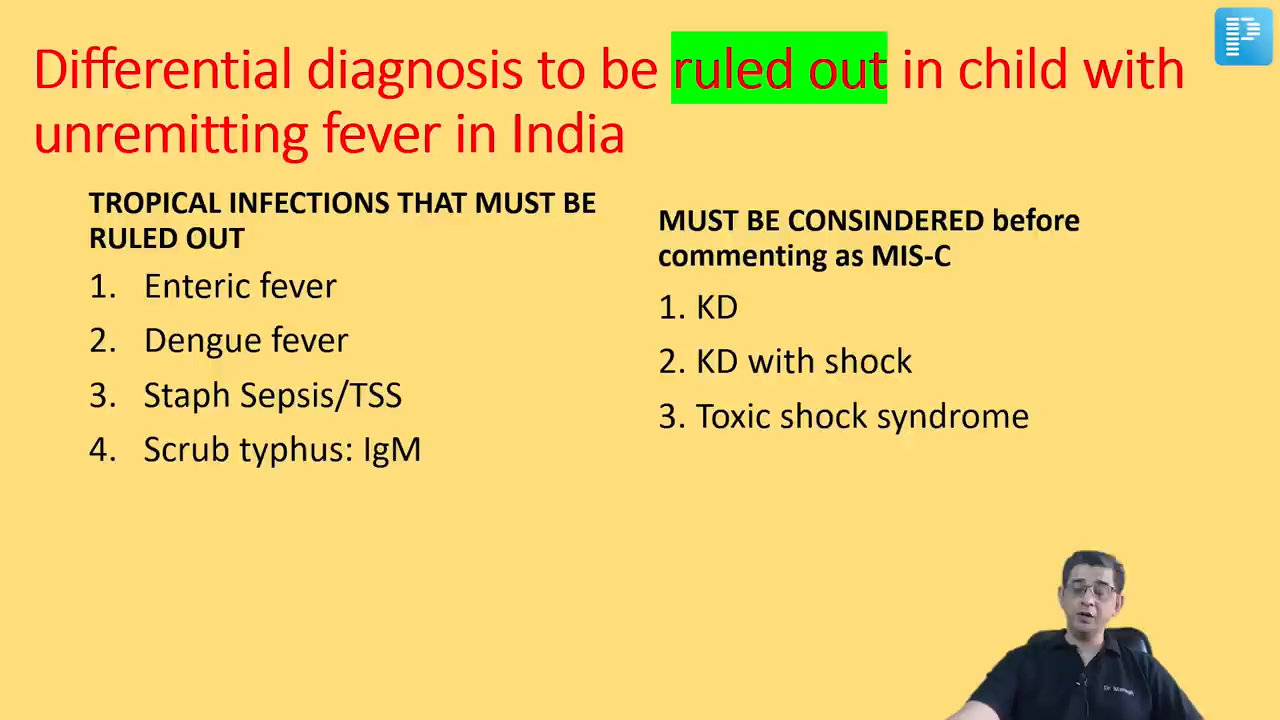 Differential diagnosis to be ruled out in child with
unremitting fever in India
TROPICAL INFECTIONS THAT MUST BE
RULED OUT
1. Enteric fever
2. Dengue fever
3. Staph Sepsis/TSS
4. Scrub typhus: IgM
MUST BE CONSINDERED before
commenting as MIS-C
1. KD
2. KD with shock
3. Toxic shock syndrome
Dr